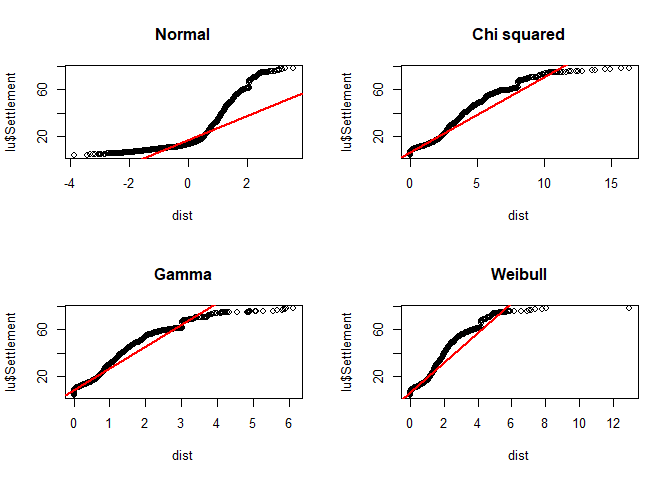 Normal
lu$Settlement
20 60
-4 -2 0 2
dist
Chi squared
lu$Settlement
20 60
0 5 10 15
dist
Gamma
lu$Settlement
20 60
0 1 2 3 4 5 6
dist
Weibull
lu$Settlement
20 60
0 2 4 6 8 10 12
dist